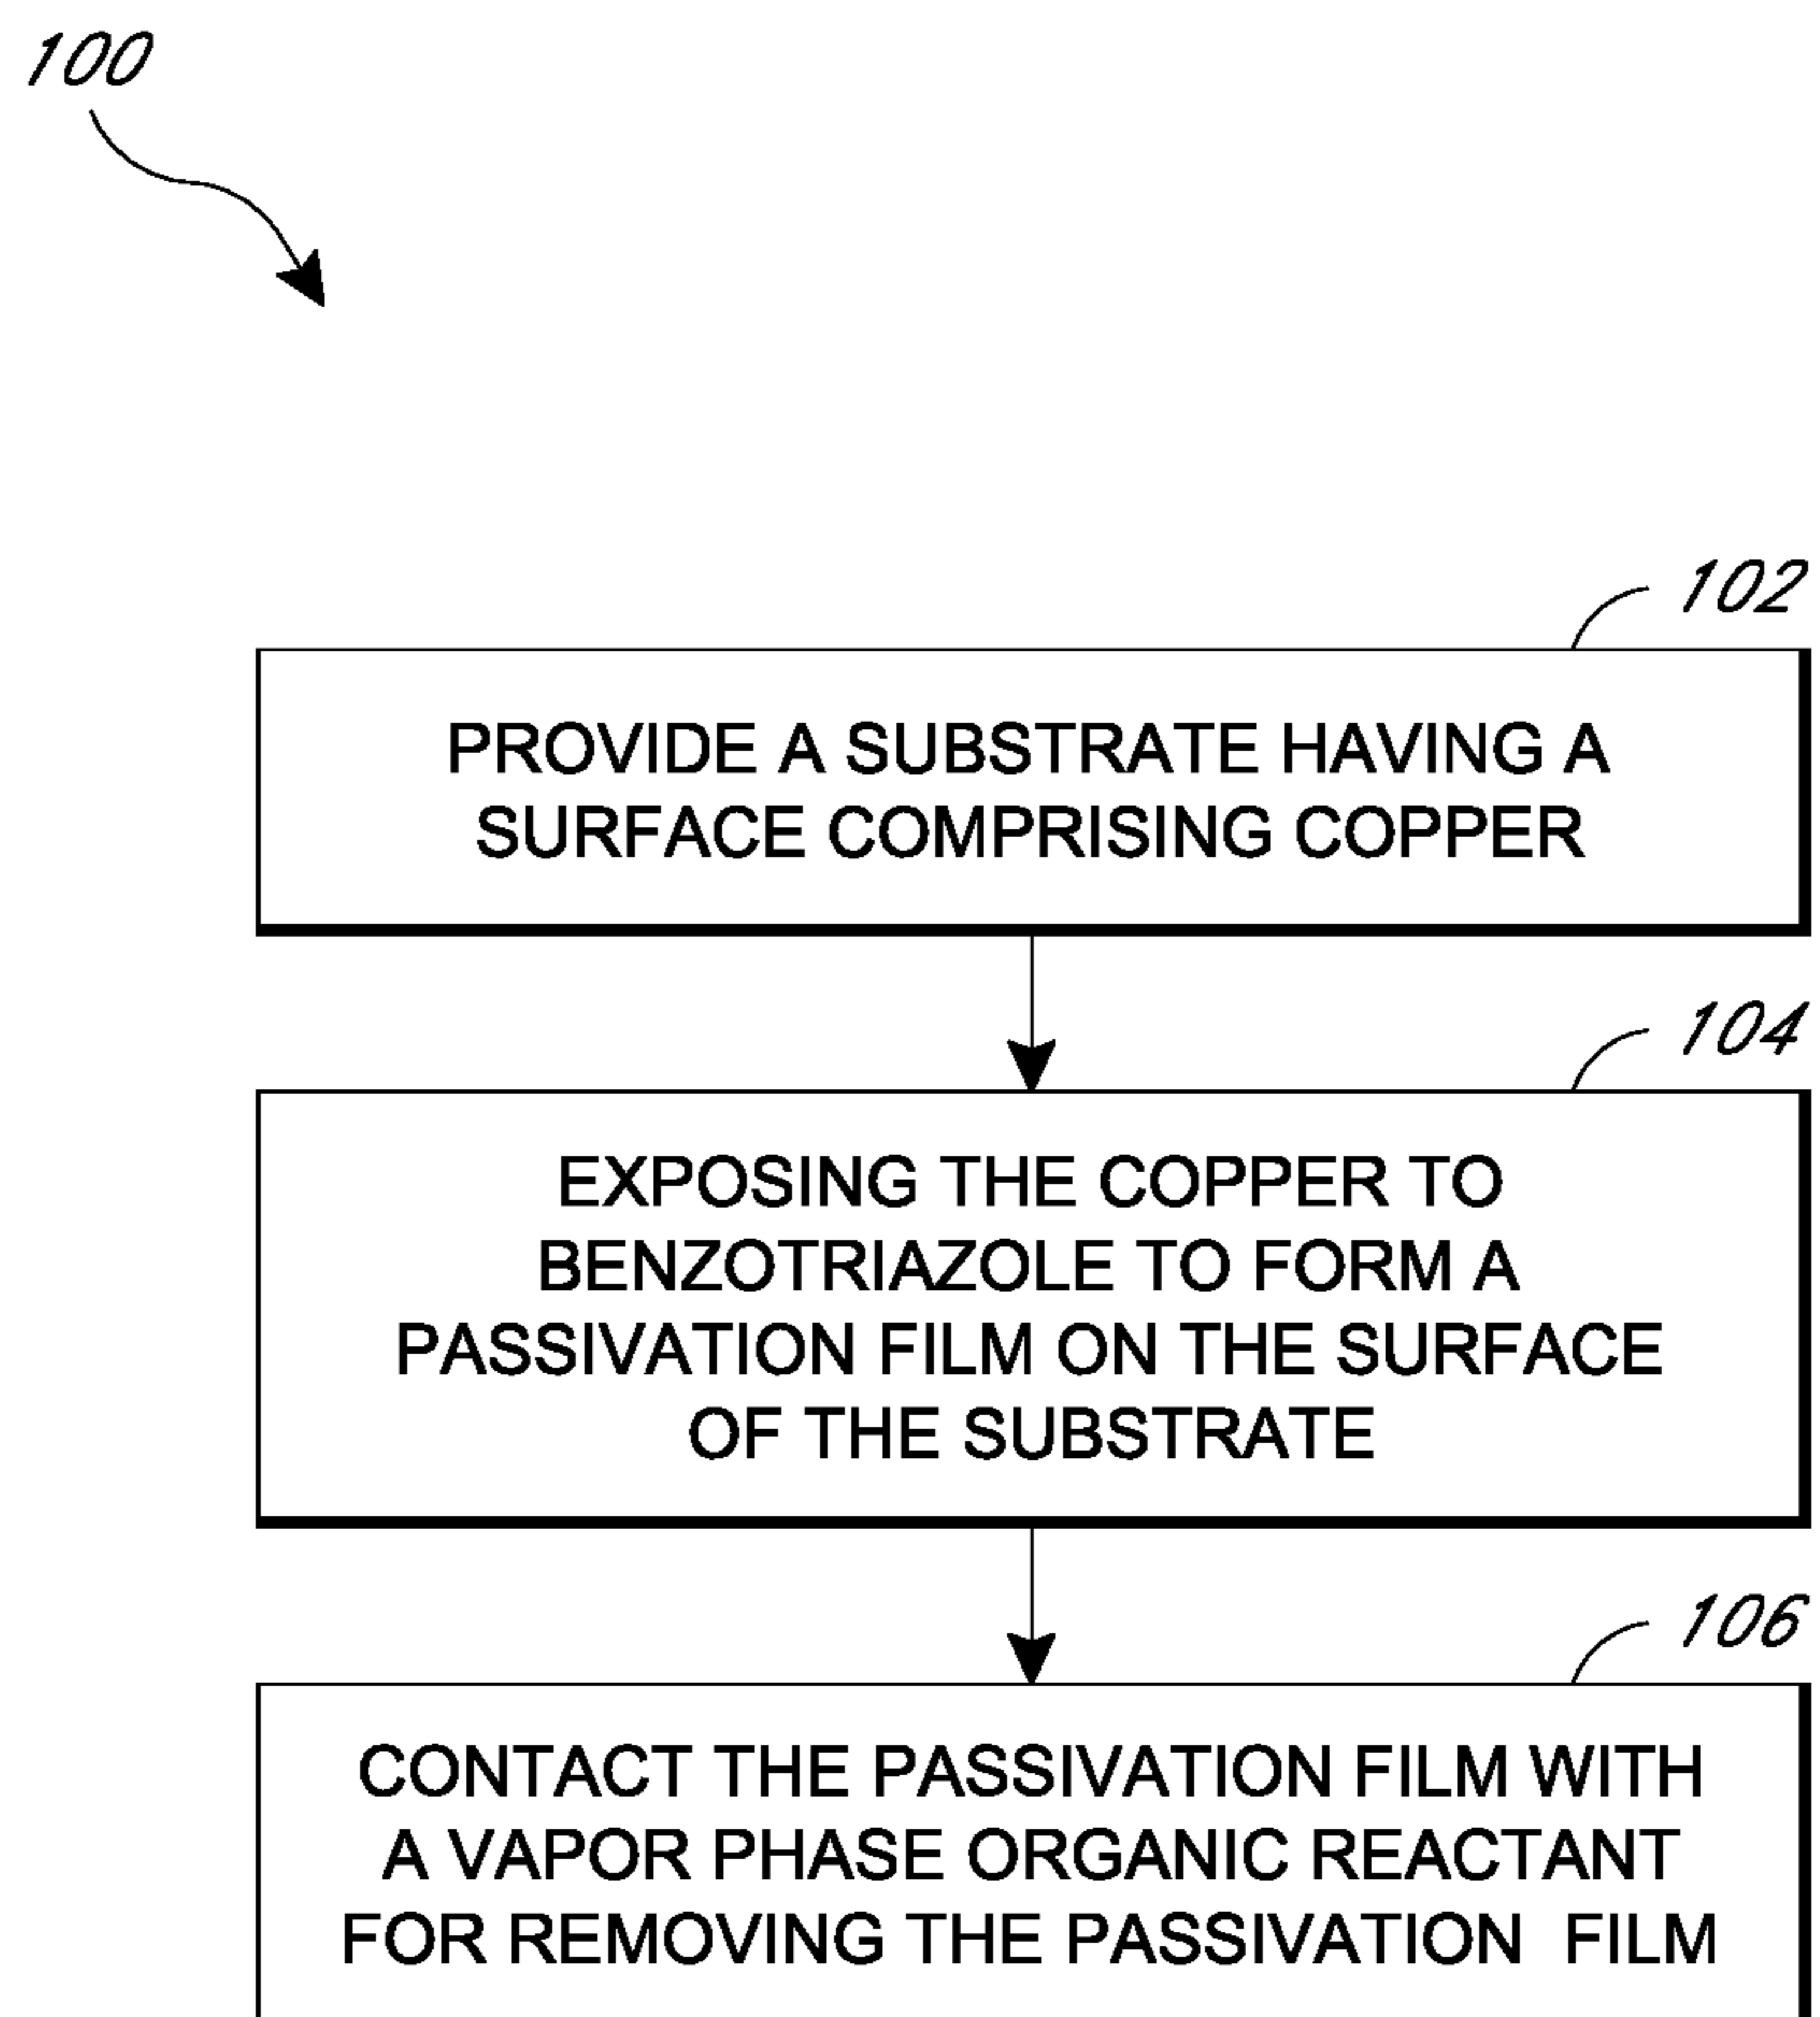 100
102
PROVIDE A SUBSTRATE HAVING A
SURFACE COMPRISING COPPER
104
EXPOSING THE COPPER TO
BENZOTRIAZOLE TO FORM A
PASSIVATION FILM ON THE SURFACE
OF THE SUBSTRATE
106
CONTACT THE PASSIVATION FILM WITH
A VAPOR PHASE ORGANIC REACTANT
FOR REMOVING THE PASSIVATION FILM